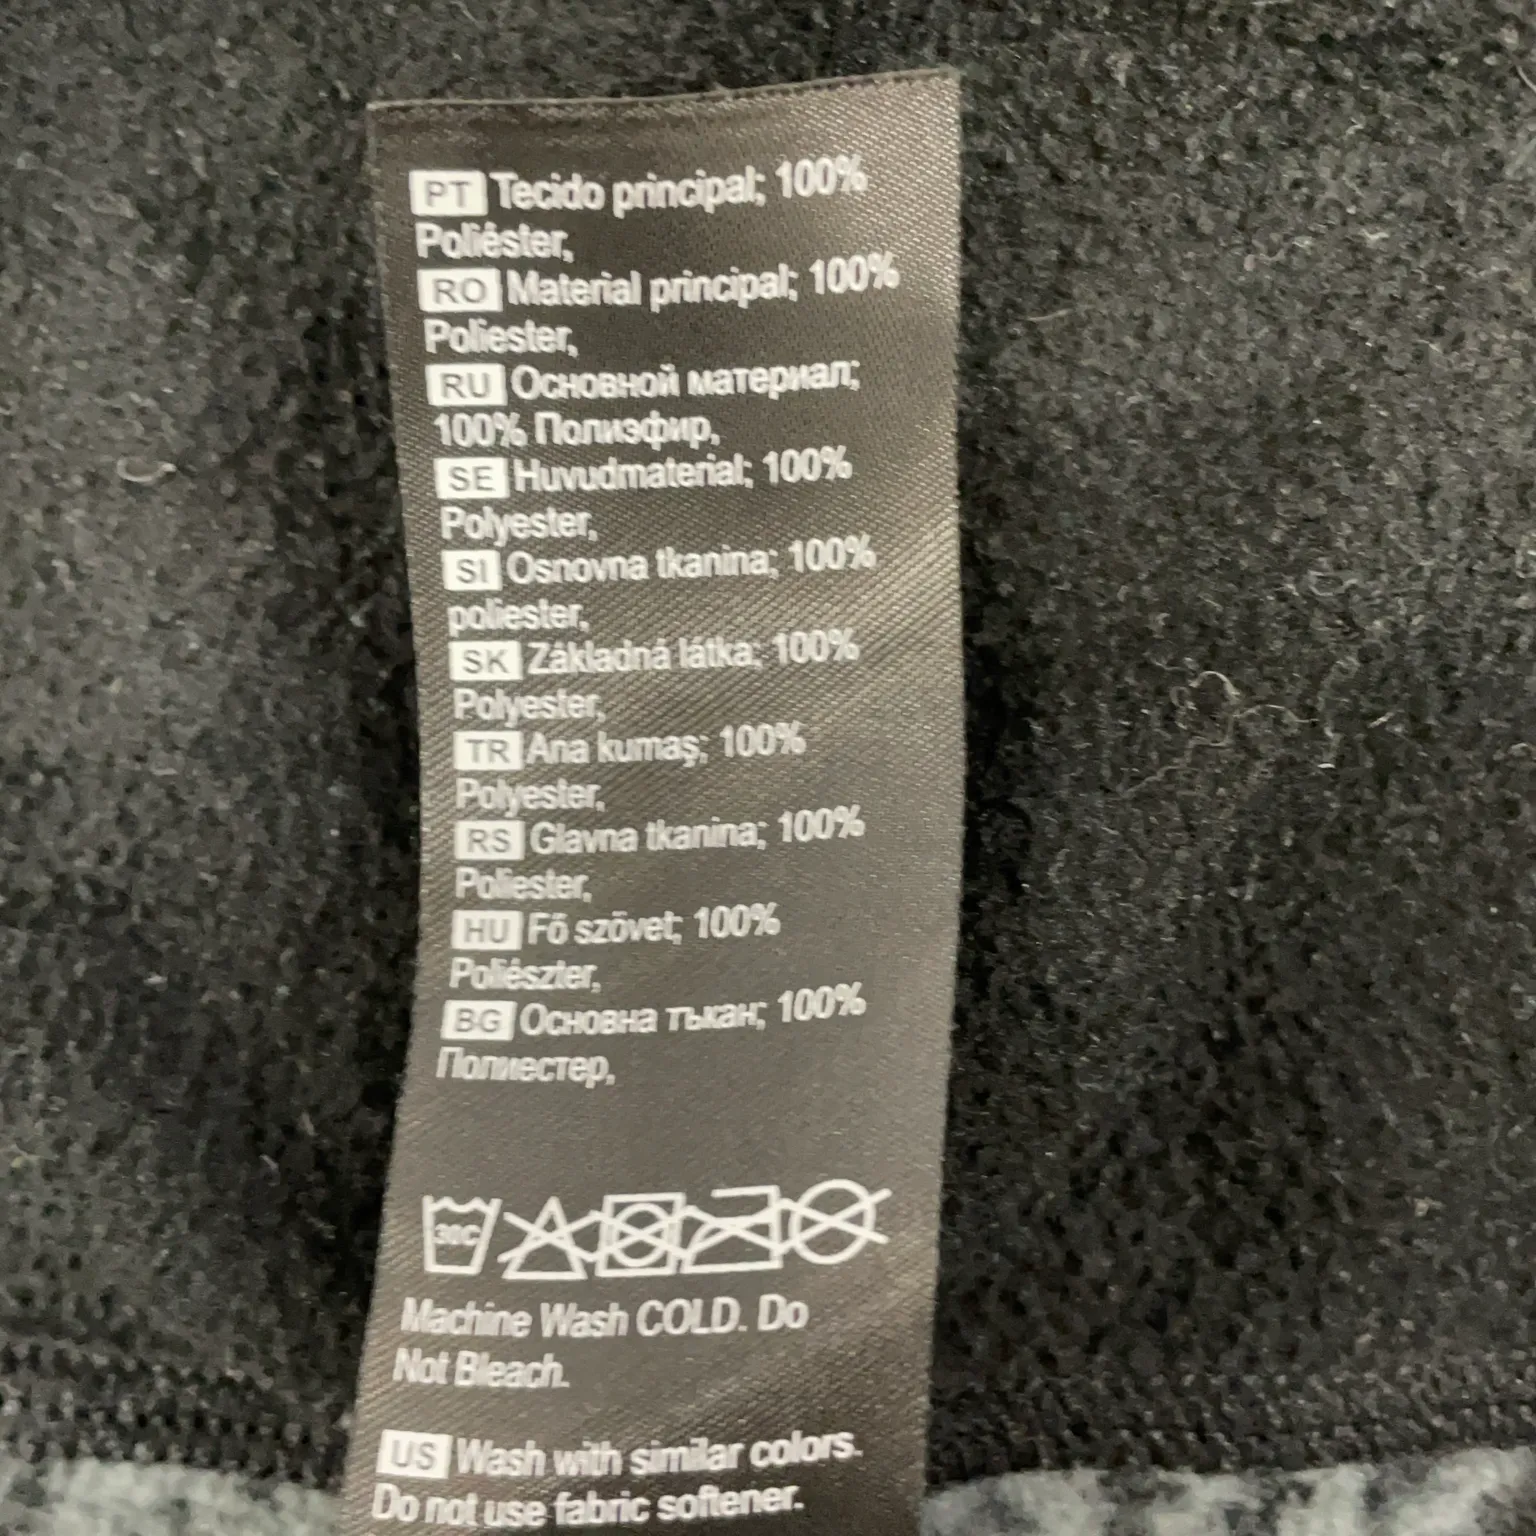 PT Tecido principal; 100%
Poliéster,
RO Material principal; 100%
Poliester,
RU Основной материал;
100% Полиэфир,
SE Huvudmaterial; 100%
Polyester,
SI Osnovna tkanina; 100%
poliester,
SK Základná látka; 100%
Polyester,
TR Ana kumaş; 100%
Polyester,
RS Glavna tkanina; 100%
Poliester,
HU Fő szövet; 100%
Poliészter,
BG Основна тъкан; 100%
Полиестер,
30C
Machine Wash COLD. Do
Not Bleach.
US Wash with similar colors.
Do not use fabric softener.